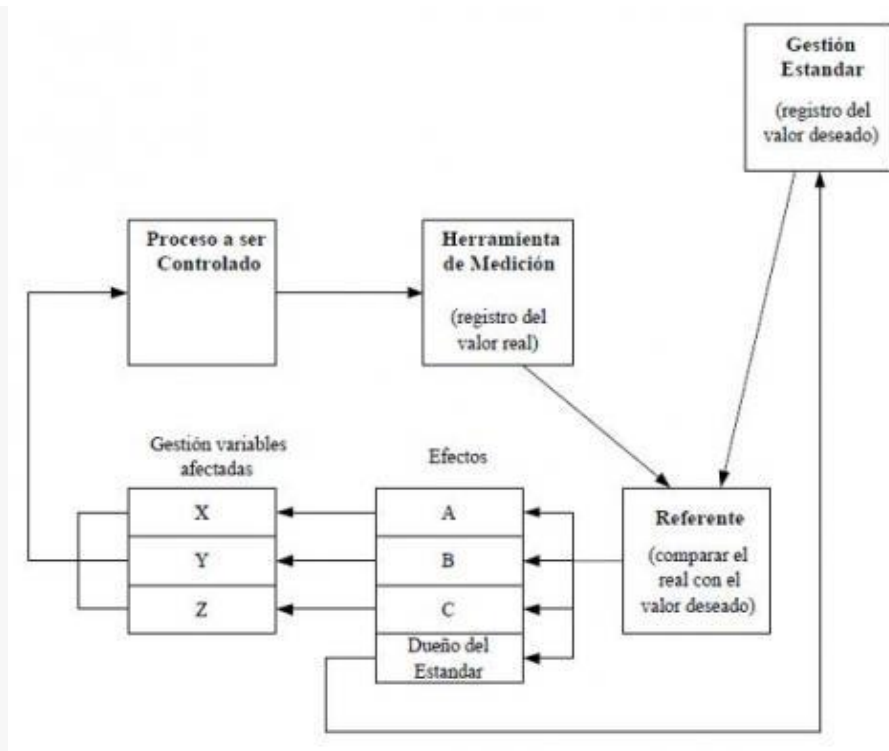 Gestión
Estandar
(registro del
valor deseado)
Proceso a ser
Controlado
Herramienta
de Medición
(registro del
valor real)
Gestión variables
afectadas
Efectos
X
A
Y
B
Z
C
Dueño del
Estandar
Referente
(comparar el
real con el
valor deseado)